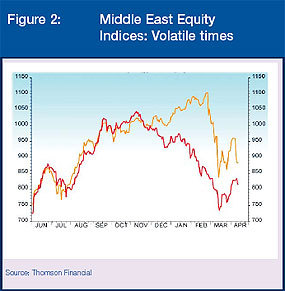 Figure 2: Middle East Equity
Indices: Volatile times
1150 1150
1100 1100
1050 1050
1000 1000
950 950
900 900
850 850
800 800
750 750
700 700
JUN JUL AUG SEP OCT NOV DEC JAN FEB MAR APR
Source: Thomson Financial